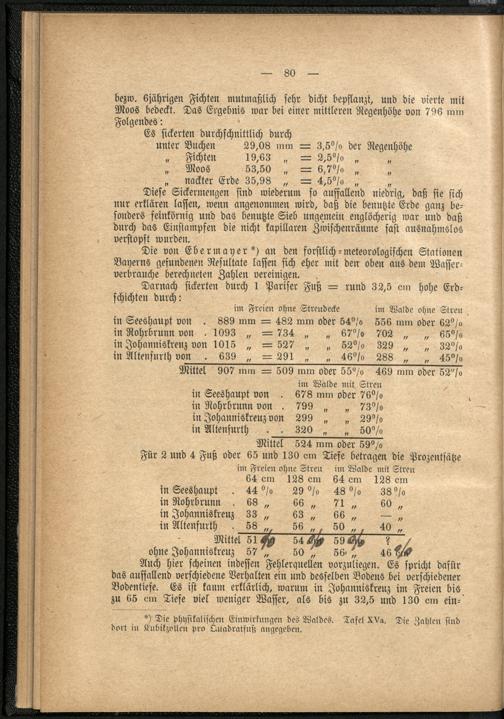 — 80 —
bezw. 6jährigen Fichten mutmaßlich sehr dicht bepflanzt, und die vierte mit
Moos bedeckt. Das Ergebnis war bei einer mittleren Regenhöhe von 796 mm
Folgendes:
Es sickerten durchschnittlich durch
unter Buchen 29,08 mm = 3,5% der Regenhöhe
„ Fichten 19,63 „ = 2,5% „ „
„ Moos 53,50 „ = 6,7% „ „
„ nackter Erde 35,98 „ = 4,5% „ „
Diese Sickermengen sind wiederum so auffallend niedrig, daß sie sich
nur erklären lassen, wenn angenommen wird, daß die benutzte Erde ganz be-
sonders feinkörnig und das benutzte Sieb ungemein englöcherig war und daß
durch das Einstampfen die nicht kapillaren Zwischenräume fast ausnahmslos
verstopft wurden.
Die von Ebermayer*) an den forstlich-meteorologischen Stationen
Bayerns gefundenen Resultate lassen sich eher mit den oben aus dem Wasser-
verbrauche berechneten Zahlen vereinigen.
Darnach sickerten durch 1 Pariser Fuß = rund 32,5 cm hohe Erd-
schichten durch:
im Freien ohne Streudecke im Walde ohne Streu
in Seeshaupt von . 889 mm = 482 mm oder 54% 556 mm oder 62%
in Rohrbrunn von . 1093 „ = 734 „ „ 67% 702 „ „ 65%
in Johanniskreuz von 1015 „ = 527 „ „ 52% 329 „ „ 32%
in Altenfurth von . 639 „ = 291 „ „ 46% 288 „ „ 45%
Mittel 907 mm = 509 mm oder 55% 469 mm oder 52%
im Walde mit Streu
in Seeshaupt von . 678 mm oder 76%
in Rohrbrunn von . 799 „ „ 73%
in Johanniskreuz von 299 „ „ 29%
in Altenfurth . . 320 „ „ 50%
Mittel 524 mm oder 59%
Für 2 und 4 Fuß oder 65 und 130 cm Tiefe betragen die Prozentsätze
im Freien ohne Streu im Walde mit Streu
64 cm 128 cm 64 cm 128 cm
in Seeshaupt . 44 % 29 % 48 % 38 %
in Rohrbrunn . 68 „ 66 „ 71 „ 60 „
in Johanniskreuz 33 „ 63 „ 66 „ — „
in Altenfurth . 58 „ 56 „ 50 „ 40 „
Mittel 51 % 54 % 59 % ?
ohne Johanniskreuz 57 „ 50 „ 56 „ 46 %
Auch hier scheinen indessen Fehlerquellen vorzuliegen. Es spricht dafür
das auffallend verschiedene Verhalten ein und desselben Bodens bei verschiedener
Bodentiefe. Es ist kaum erklärlich, warum in Johanniskreuz im Freien bis
zu 65 cm Tiefe viel weniger Wasser, als bis zu 32,5 und 130 cm ein-
*) Die physikalischen Einwirkungen des Waldes. Tafel XVa. Die Zahlen sind
dort in Kubikzollen pro Quadratfuß angegeben.